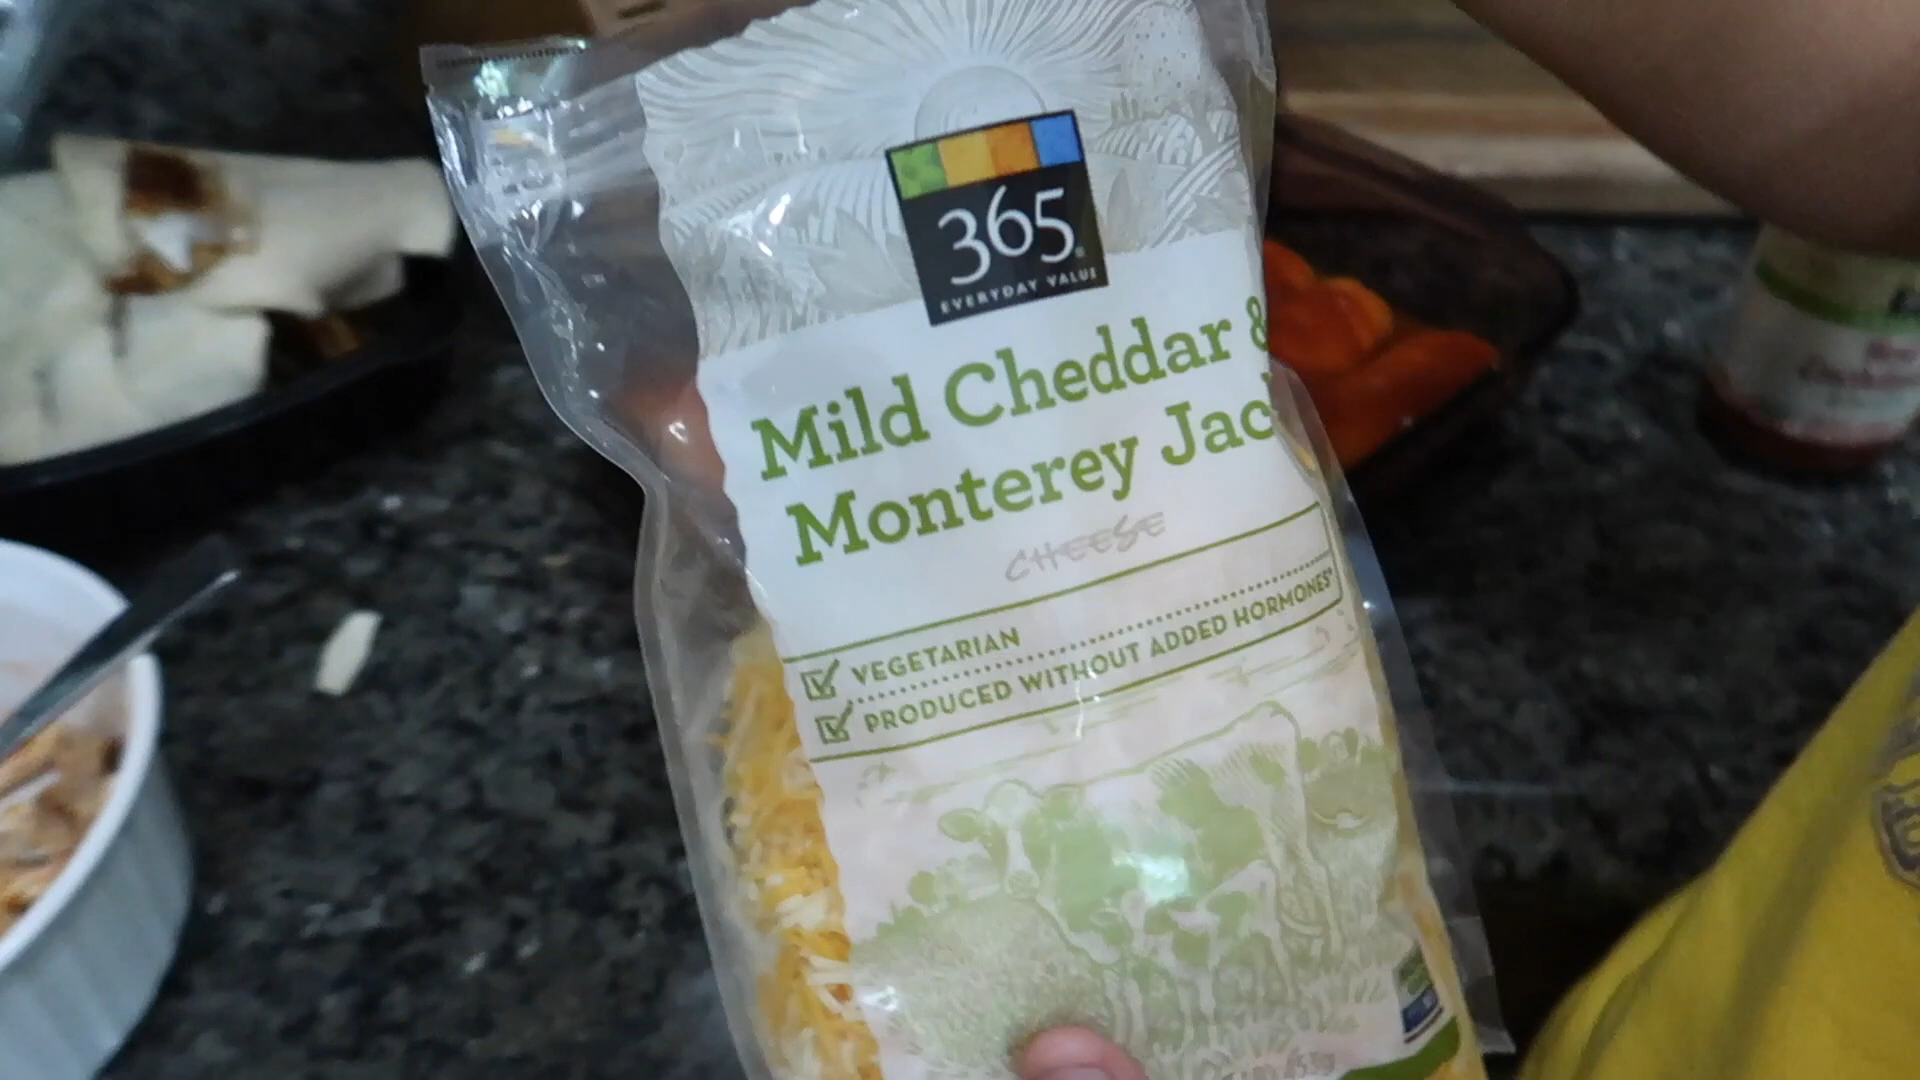 365
EVERYDAY VALUE
Mild Cheddar &
Monterey Jac
CHEESE
VEGETARIAN
PRODUCED WITHOUT ADDED HORMONES*